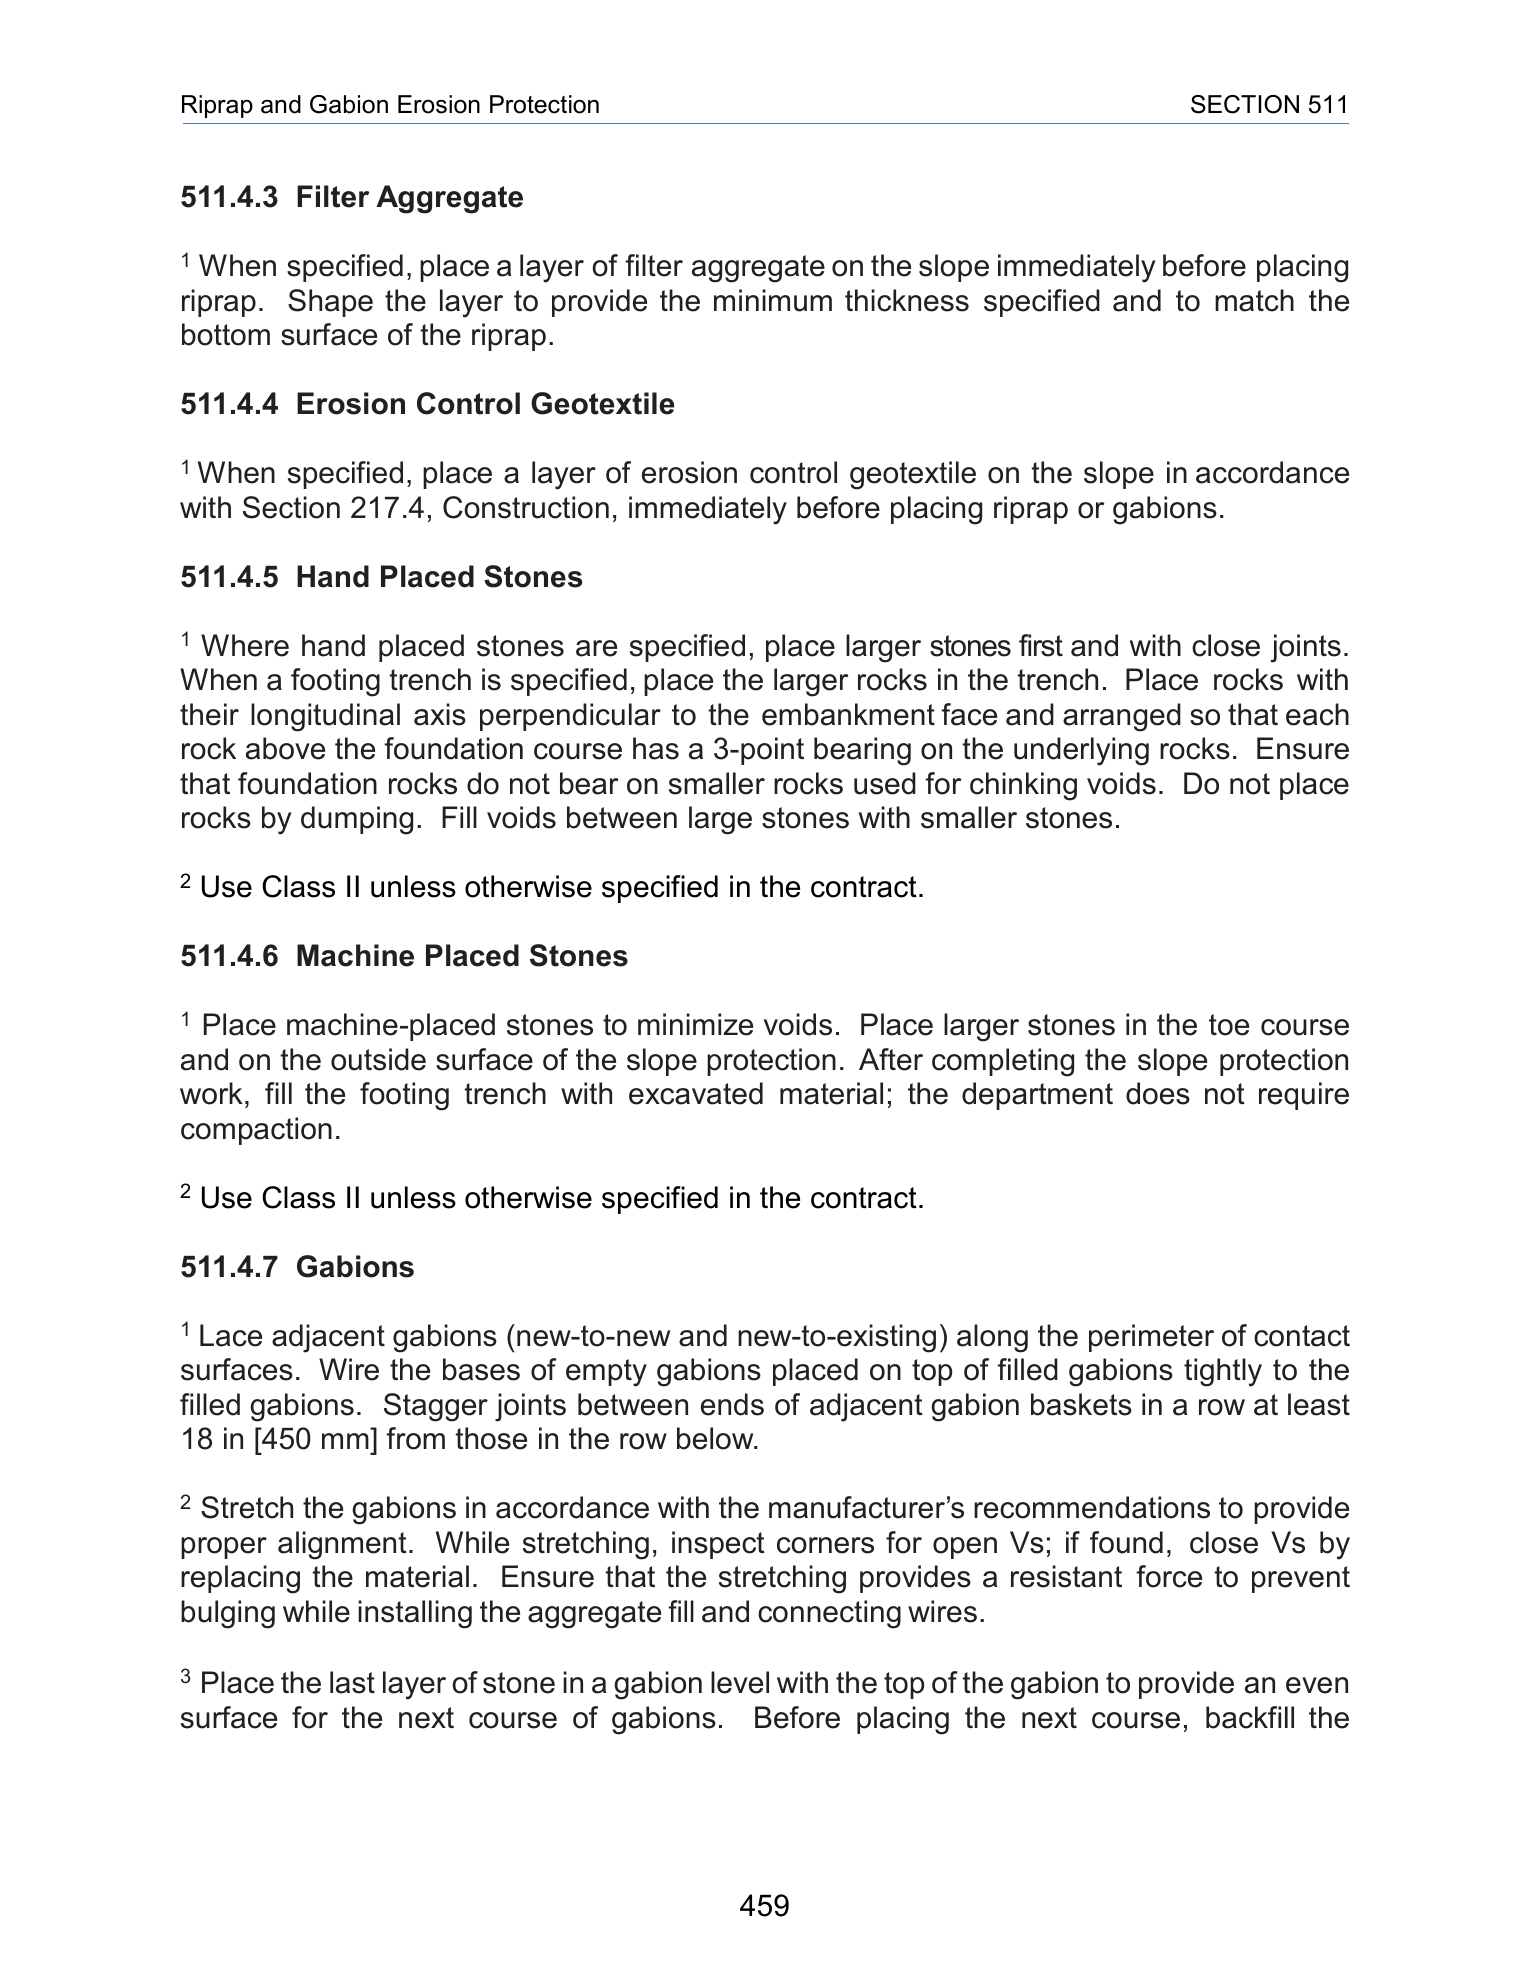 Riprap and Gabion Erosion Protection SECTION 511
511.4.3 Filter Aggregate
1 When specified, place a layer of filter aggregate on the slope immediately before placing
riprap. Shape the layer to provide the minimum thickness specified and to match the
bottom surface of the riprap.
511.4.4 Erosion Control Geotextile
1 When specified, place a layer of erosion control geotextile on the slope in accordance
with Section 217.4, Construction, immediately before placing riprap or gabions.
511.4.5 Hand Placed Stones
1 Where hand placed stones are specified, place larger stones first and with close joints.
When a footing trench is specified, place the larger rocks in the trench. Place rocks with
their longitudinal axis perpendicular to the embankment face and arranged so that each
rock above the foundation course has a 3-point bearing on the underlying rocks. Ensure
that foundation rocks do not bear on smaller rocks used for chinking voids. Do not place
rocks by dumping. Fill voids between large stones with smaller stones.
2 Use Class II unless otherwise specified in the contract.
511.4.6 Machine Placed Stones
1 Place machine-placed stones to minimize voids. Place larger stones in the toe course
and on the outside surface of the slope protection. After completing the slope protection
work, fill the footing trench with excavated material; the department does not require
compaction.
2 Use Class II unless otherwise specified in the contract.
511.4.7 Gabions
1 Lace adjacent gabions (new-to-new and new-to-existing) along the perimeter of contact
surfaces. Wire the bases of empty gabions placed on top of filled gabions tightly to the
filled gabions. Stagger joints between ends of adjacent gabion baskets in a row at least
18 in [450 mm] from those in the row below.
2 Stretch the gabions in accordance with the manufacturer's recommendations to provide
proper alignment. While stretching, inspect corners for open Vs; if found, close Vs by
replacing the material. Ensure that the stretching provides a resistant force to prevent
bulging while installing the aggregate fill and connecting wires.
3 Place the last layer of stone in a gabion level with the top of the gabion to provide an even
surface for the next course of gabions. Before placing the next course, backfill the
459